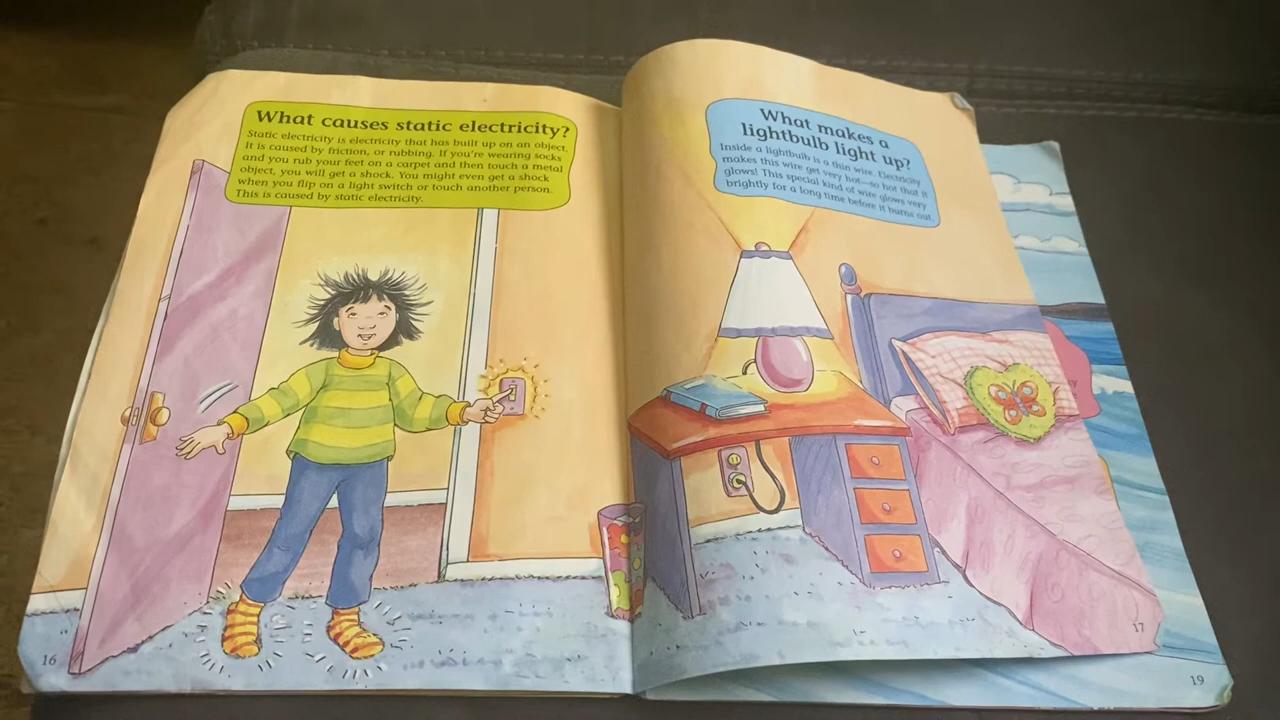 What causes static electricity?
Static electricity is electricity that has built up on an object.
It is caused by friction, or rubbing. If you're wearing socks
and you rub your feet on a carpet and then touch a metal
object, you will get a shock. You might even get a shock
when you flip on a light switch or touch another person.
This is caused by static electricity.
16
What makes a
lightbulb light up?
Inside a lightbulb is a thin wire. Electricity
makes this wire get very hot—so hot that it
glows! This special kind of wire glows very
brightly for a long time before it burns out.
17
19